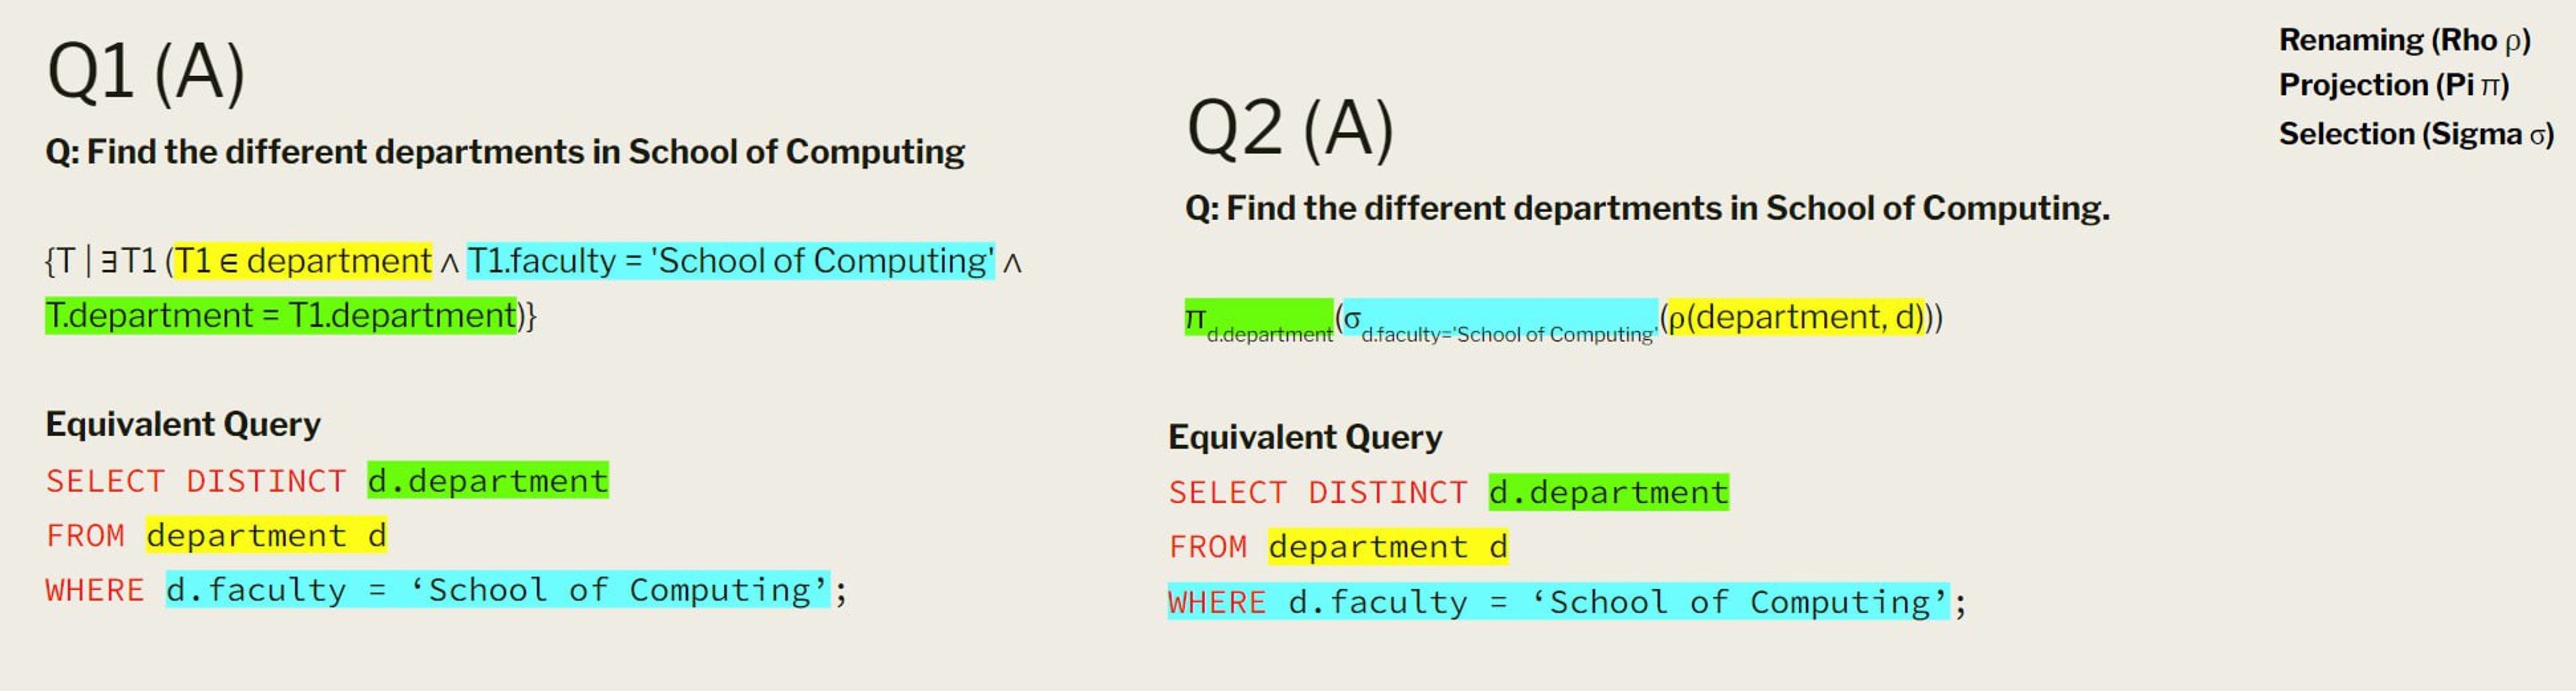 Q1 (A)
Q: Find the different departments in School of Computing
{T | ∃T1 (T1 ∈ department ∧ T1.faculty = 'School of Computing' ∧
T.department = T1.department)}
Equivalent Query
SELECT DISTINCT d.department
FROM department d
WHERE d.faculty = ‘School of Computing’;
Q2 (A)
Q: Find the different departments in School of Computing.
π d.department(σ d.faculty='School of Computing'(ρ(department, d)))
Equivalent Query
SELECT DISTINCT d.department
FROM department d
WHERE d.faculty = ‘School of Computing’;
Renaming (Rho ρ)
Projection (Pi π)
Selection (Sigma σ)